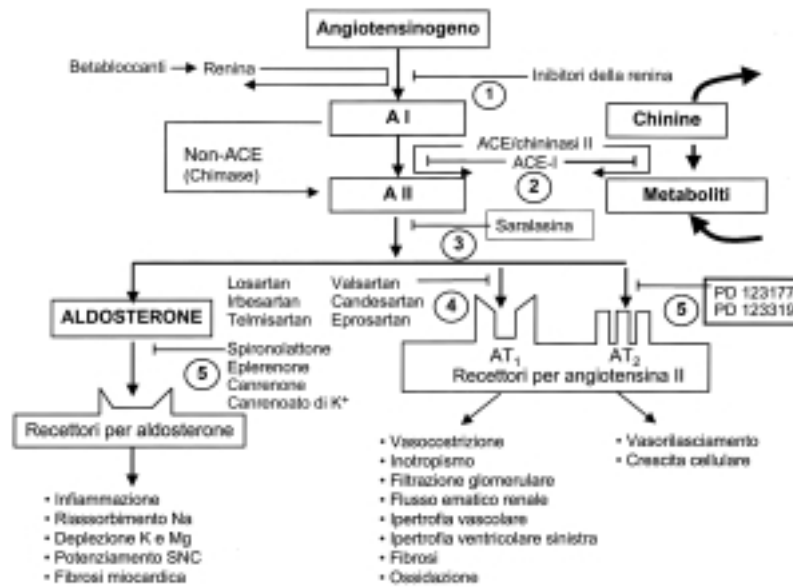 Angiotensinogeno
Betabloccanti
Renina
Inibitori della renina
1
A I
Chinine
Non-ACE
(Chimase)
ACE/chininasi II
ACE-I
2
A II
Metaboliti
Saralasina
3
ALDOSTERONE
Losartan
Irbesartan
Telmisartan
Valsartan
Candesartan
Eprosartan
4
5
PD 123177
PD 123319
Spironolattone
Eplerenone
Canrenone
Canrenoato di K+
5
AT1
AT2
Recettori per angiotensina II
Recettori per aldosterone
• Infiammazione
• Riassorbimento Na
• Deplezione K e Mg
• Potenziamento SNC
• Fibrosi miocardica
• Vasocostrizione
• Inotropismo
• Filtrazione glomerulare
• Flusso ematico renale
• Ipertrofia vascolare
• Ipertrofia ventricolare sinistra
• Fibrosi
• Ossidazione
• Vasorilasciamento
• Crescita cellulare